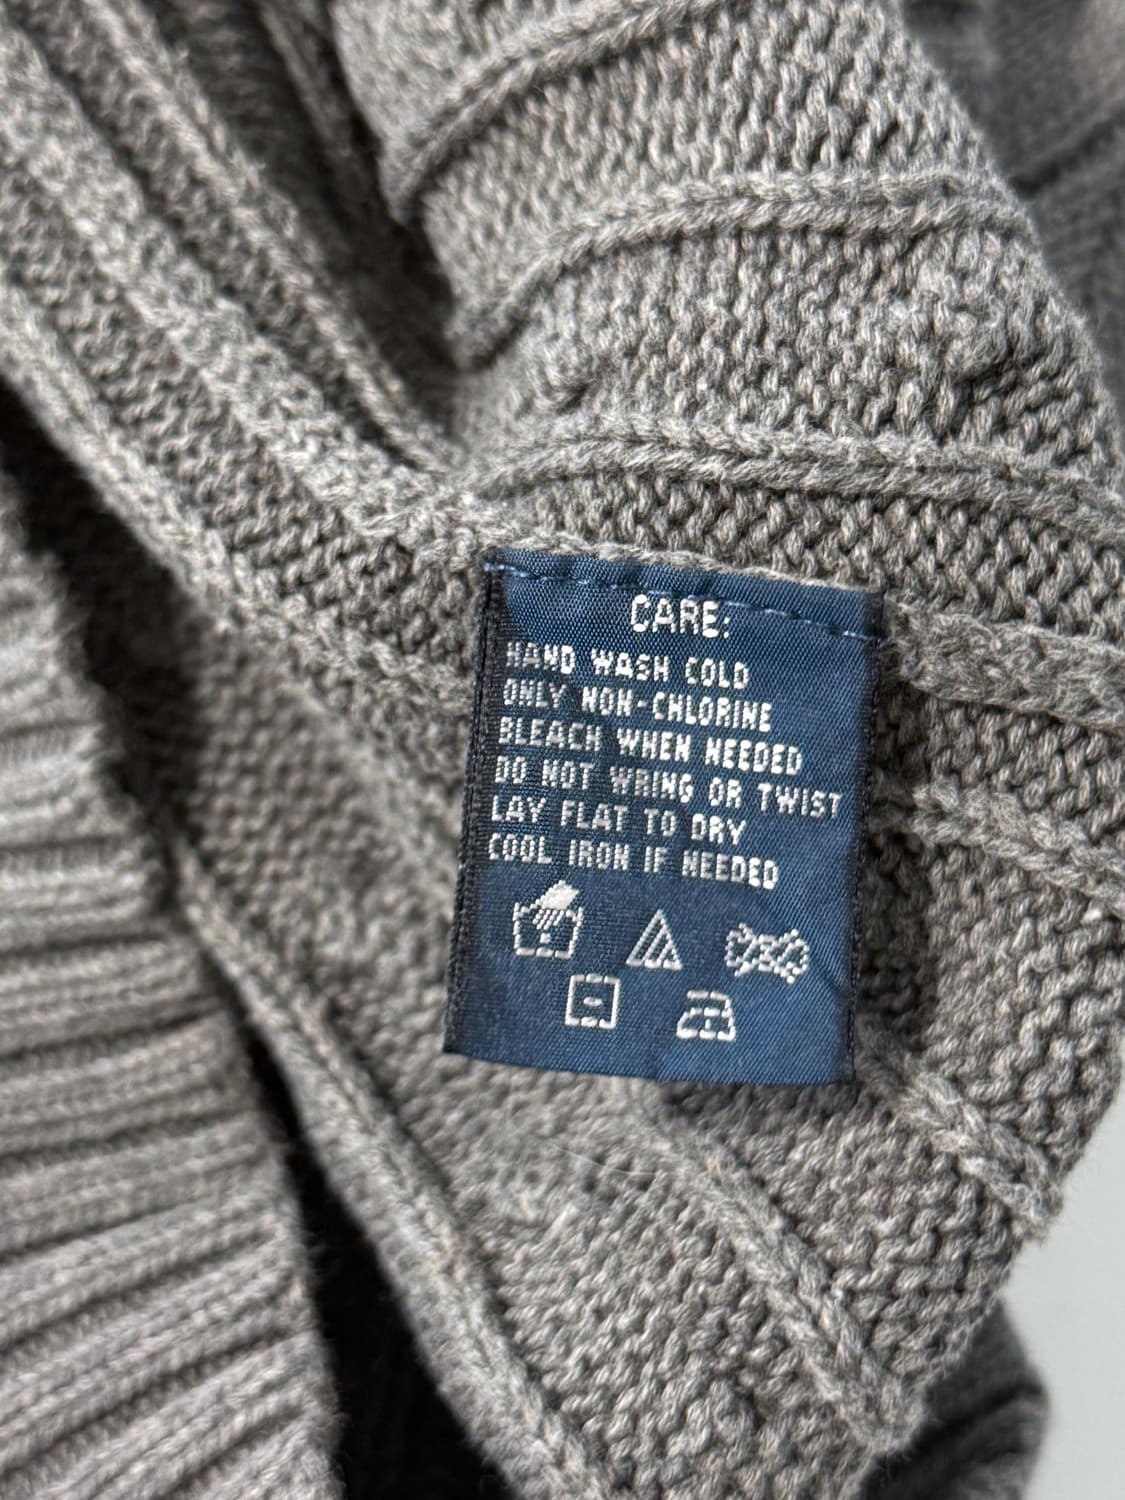 CARE:
HAND WASH COLD
ONLY NON-CHLORINE
BLEACH WHEN NEEDED
DO NOT WRING OR TWIST
LAY FLAT TO DRY
COOL IRON IF NEEDED